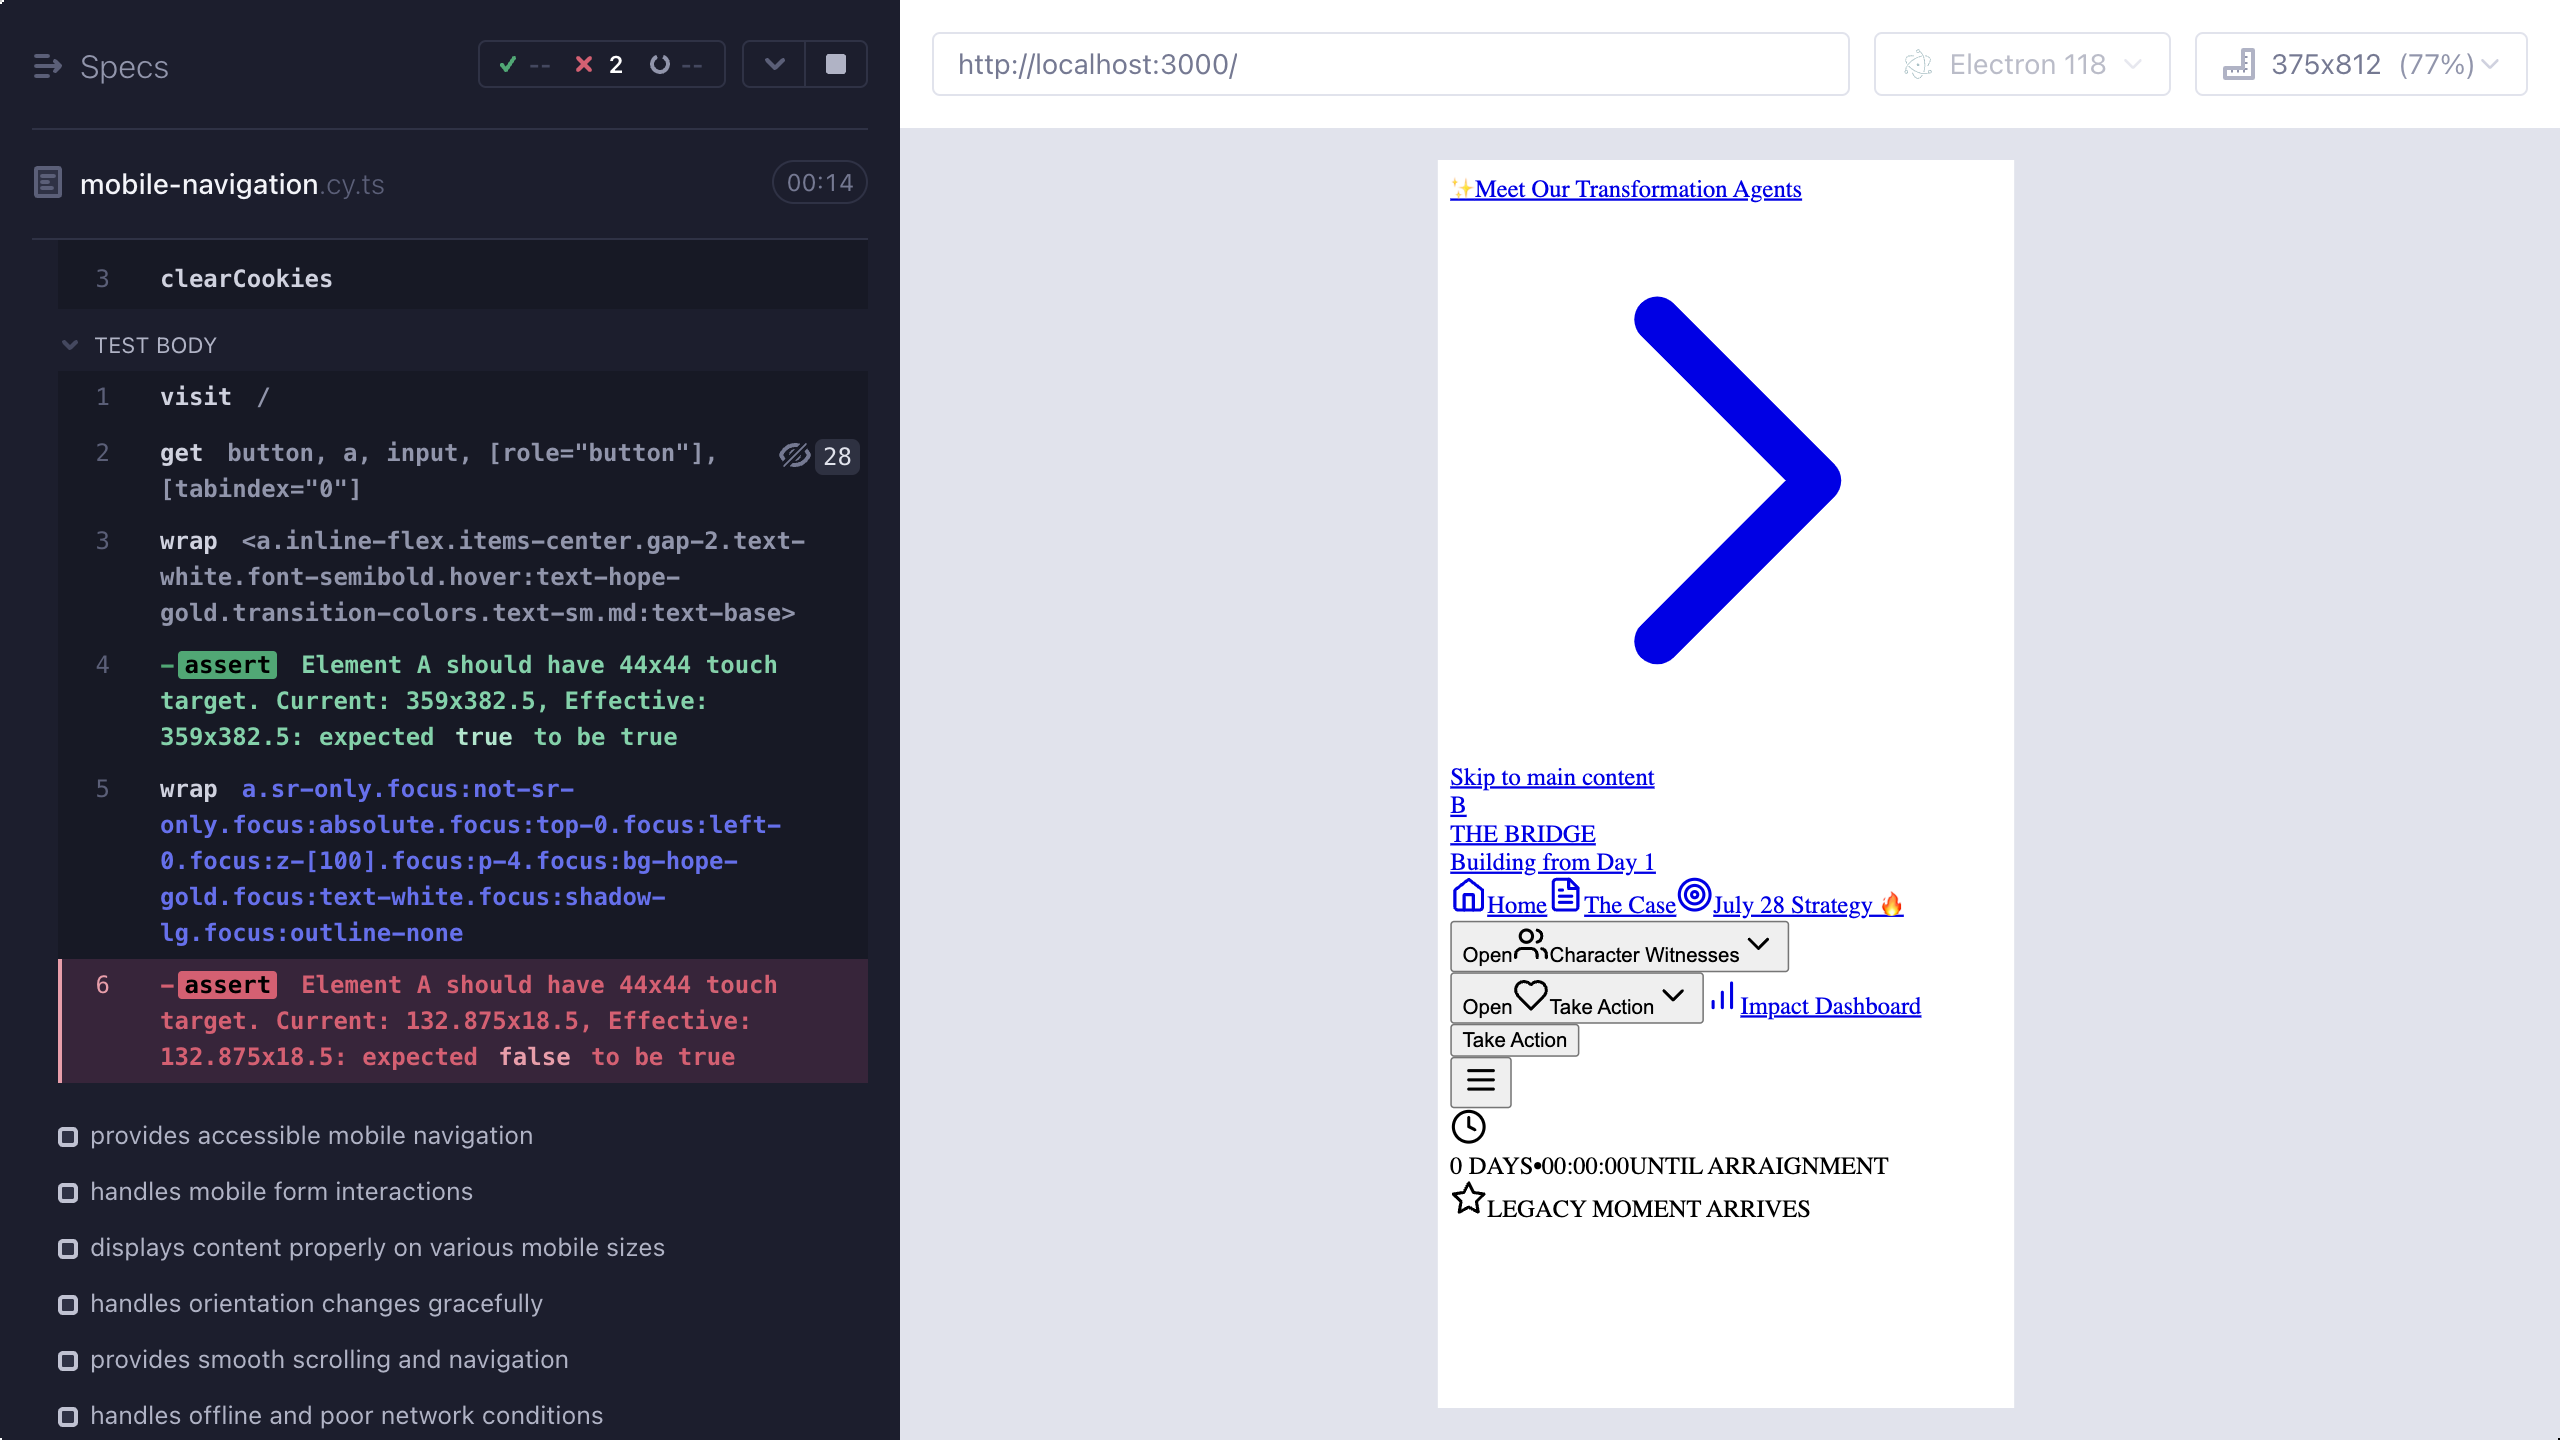 Specs
-- 2 --
mobile-navigation.cy.ts 00:14
3 clearCookies
TEST BODY
1 visit /
2 get button, a, input, [role="button"], 28
[tabindex="0"]
3 wrap <a.inline-flex.items-center.gap-2.text-
white.font-semibold.hover:text-hope-
gold.transition-colors.text-sm.md:text-base>
4 -assert Element A should have 44x44 touch
target. Current: 359x382.5, Effective:
359x382.5: expected true to be true
5 wrap a.sr-only.focus:not-sr-
only.focus:absolute.focus:top-0.focus:left-
0.focus:z-[100].focus:p-4.focus:bg-hope-
gold.focus:text-white.focus:shadow-
lg.focus:outline-none
6 -assert Element A should have 44x44 touch
target. Current: 132.875x18.5, Effective:
132.875x18.5: expected false to be true
provides accessible mobile navigation
handles mobile form interactions
displays content properly on various mobile sizes
handles orientation changes gracefully
provides smooth scrolling and navigation
handles offline and poor network conditions
http://localhost:3000/
Electron 118
375x812 (77%)
✨Meet Our Transformation Agents
Skip to main content
B
THE BRIDGE
Building from Day 1
Home The Case July 28 Strategy 🔥
Open Character Witnesses
Open Take Action Impact Dashboard
Take Action
0 DAYS•00:00:00UNTIL ARRAIGNMENT
LEGACY MOMENT ARRIVES